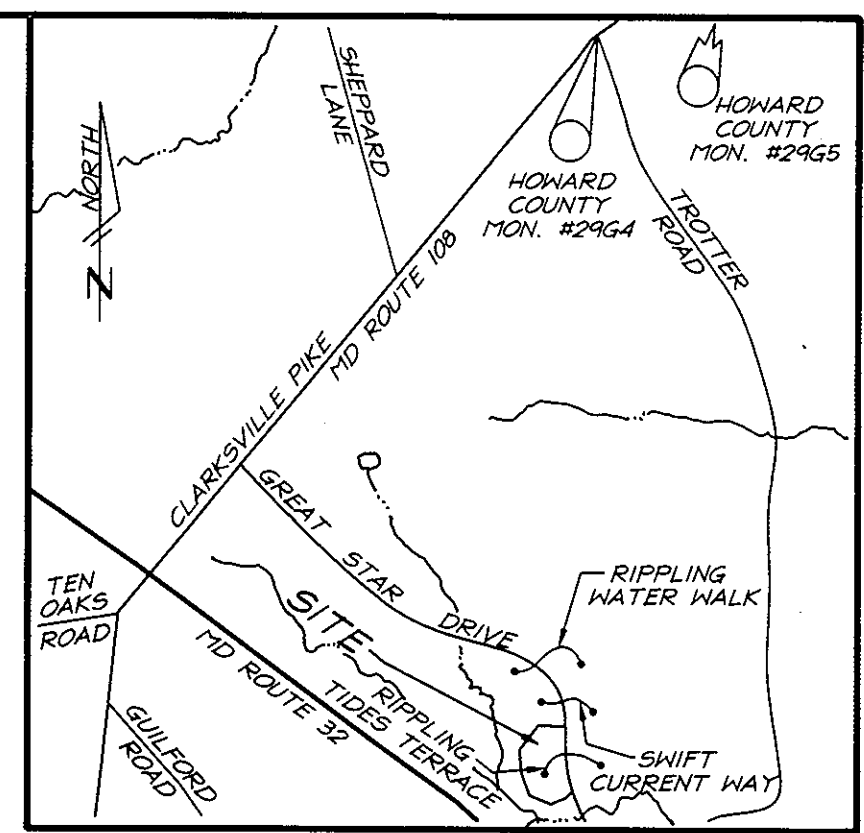 SHEPPARD
LANE
NORTH
N
HOWARD
COUNTY
MON. #29G4
HOWARD
COUNTY
MON. #29G5
TROTTER
ROAD
CLARKSVILLE PIKE
MD ROUTE 108
GREAT STAR DRIVE
TEN
OAKS
ROAD
SITE
RIPPLING
WATER WALK
MD ROUTE 32
RIPPLING
TIDES TERRACE
GUILFORD
ROAD
SWIFT
CURRENT WAY